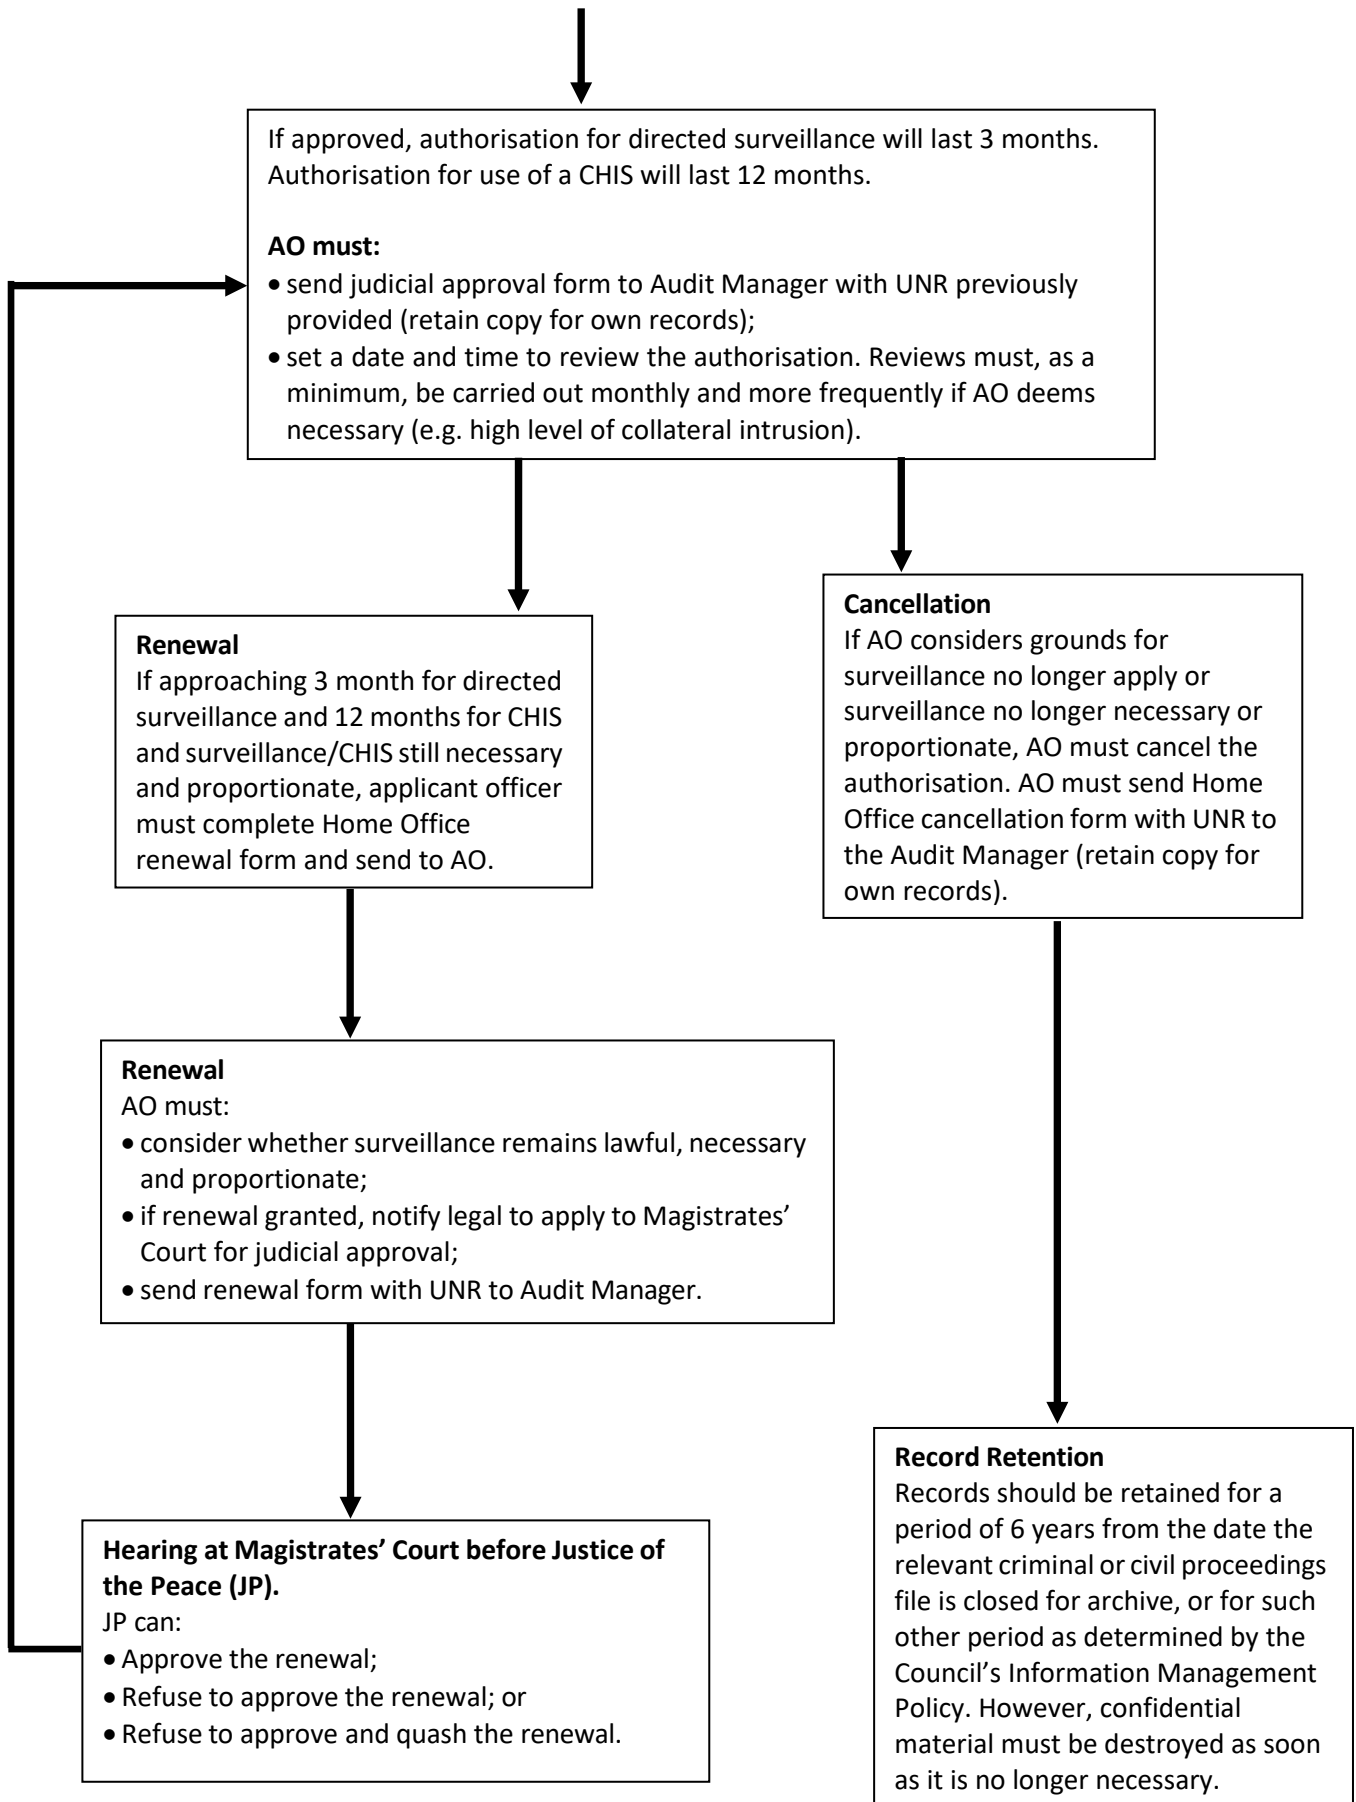 If approved, authorisation for directed surveillance will last 3 months.
Authorisation for use of a CHIS will last 12 months.
AO must:
• send judicial approval form to Audit Manager with UNR previously
provided (retain copy for own records);
• set a date and time to review the authorisation. Reviews must, as a
minimum, be carried out monthly and more frequently if AO deems
necessary (e.g. high level of collateral intrusion).
Renewal
If approaching 3 month for directed
surveillance and 12 months for CHIS
and surveillance/CHIS still necessary
and proportionate, applicant officer
must complete Home Office
renewal form and send to AO.
Cancellation
If AO considers grounds for
surveillance no longer apply or
surveillance no longer necessary or
proportionate, AO must cancel the
authorisation. AO must send Home
Office cancellation form with UNR to
the Audit Manager (retain copy for
own records).
Renewal
AO must:
• consider whether surveillance remains lawful, necessary
and proportionate;
• if renewal granted, notify legal to apply to Magistrates’
Court for judicial approval;
• send renewal form with UNR to Audit Manager.
Hearing at Magistrates’ Court before Justice of
the Peace (JP).
JP can:
• Approve the renewal;
• Refuse to approve the renewal; or
• Refuse to approve and quash the renewal.
Record Retention
Records should be retained for a
period of 6 years from the date the
relevant criminal or civil proceedings
file is closed for archive, or for such
other period as determined by the
Council’s Information Management
Policy. However, confidential
material must be destroyed as soon
as it is no longer necessary.